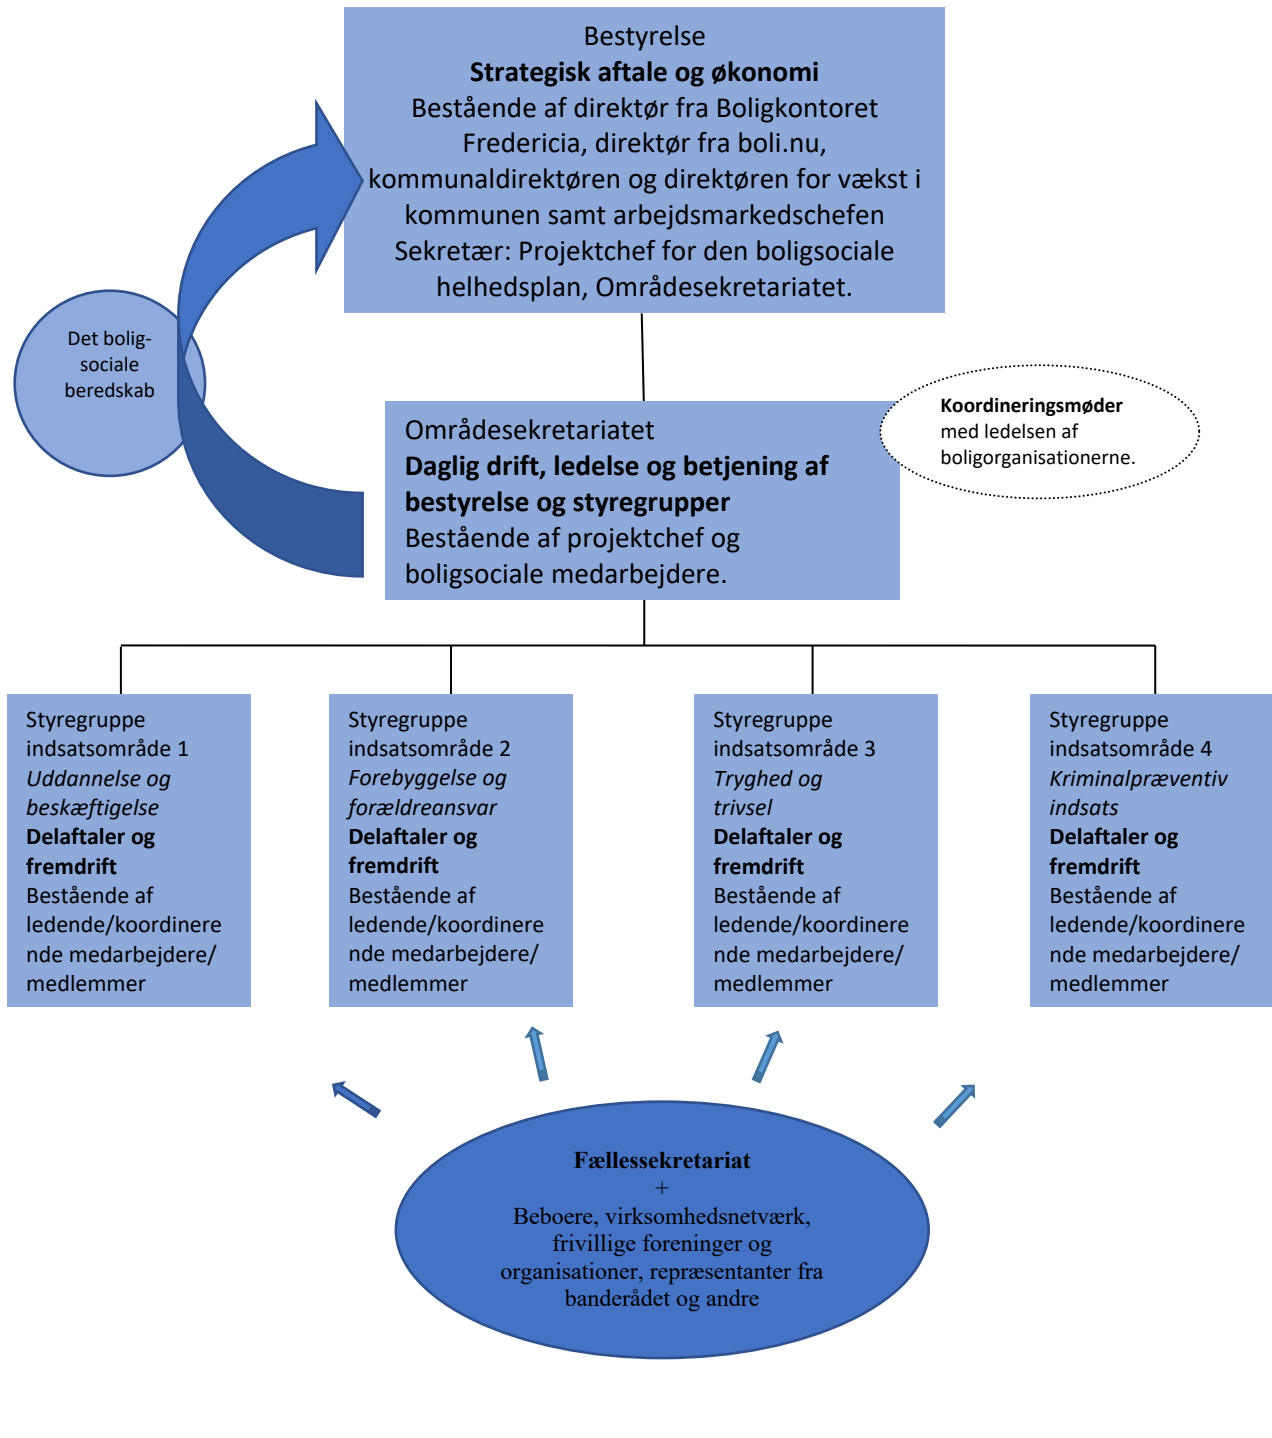 Bestyrelse
Strategisk aftale og økonomi
Bestående af direktør fra Boligkontoret
Fredericia, direktør fra boli.nu,
kommunaldirektøren og direktøren for vækst i
kommunen samt arbejdsmarkedschefen
Sekretær: Projektchef for den boligsociale
helhedsplan, Områdesekretariatet.
Det bolig-
sociale
beredskab
Områdesekretariatet
Daglig drift, ledelse og betjening af
bestyrelse og styregrupper
Bestående af projektchef og
boligsociale medarbejdere.
Koordineringsmøder
med ledelsen af
boligorganisationerne.
Styregruppe
indsatsområde 1
Uddannelse og
beskæftigelse
Delaftaler og
fremdrift
Bestående af
ledende/koordinere
nde medarbejdere/
medlemmer
Styregruppe
indsatsområde 2
Forebyggelse og
forældreansvar
Delaftaler og
fremdrift
Bestående af
ledende/koordinere
nde medarbejdere/
medlemmer
Styregruppe
indsatsområde 3
Tryghed og
trivsel
Delaftaler og
fremdrift
Bestående af
ledende/koordinere
nde medarbejdere/
medlemmer
Styregruppe
indsatsområde 4
Kriminalpræventiv
indsats
Delaftaler og
fremdrift
Bestående af
ledende/koordinere
nde medarbejdere/
medlemmer
Fællessekretariat
+
Beboere, virksomhedsnetværk,
frivillige foreninger og
organisationer, repræsentanter fra
banderådet og andre